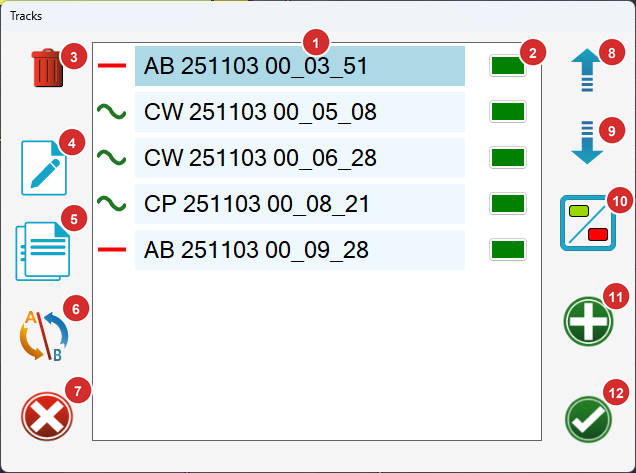 Tracks
1
2
3
4
5
6
7
8
9
10
11
12
AB 251103 00_03_51
CW 251103 00_05_08
CW 251103 00_06_28
CP 251103 00_08_21
AB 251103 00_09_28
A
B